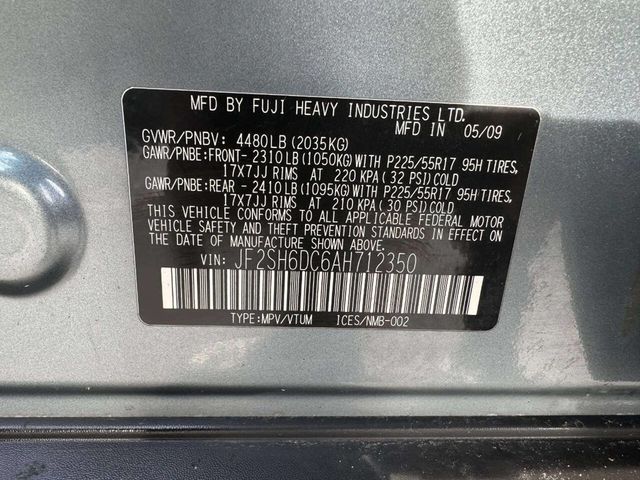 MFD BY FUJI HEAVY INDUSTRIES LTD.
MFD IN 05/09
GVWR/PNBV: 4480LB (2035KG)
GAWR/PNBE:FRONT- 2310LB (1050KG) WITH P225/55R17 95H TIRES,
17X7JJ RIMS AT 220 KPA ( 32 PSI) COLD
GAWR/PNBE:REAR - 2410LB (1095KG) WITH P225/55R17 95H TIRES,
17X7JJ RIMS AT 210 KPA ( 30 PSI) COLD
THIS VEHICLE CONFORMS TO ALL APPLICABLE FEDERAL MOTOR
VEHICLE SAFETY AND THEFT PREVENTION STANDARDS IN EFFECT
ON THE DATE OF MANUFACTURE SHOWN ABOVE.
VIN: JF2SH6DC6AH712350
TYPE:MPV/VTUM ICES/NMB-002